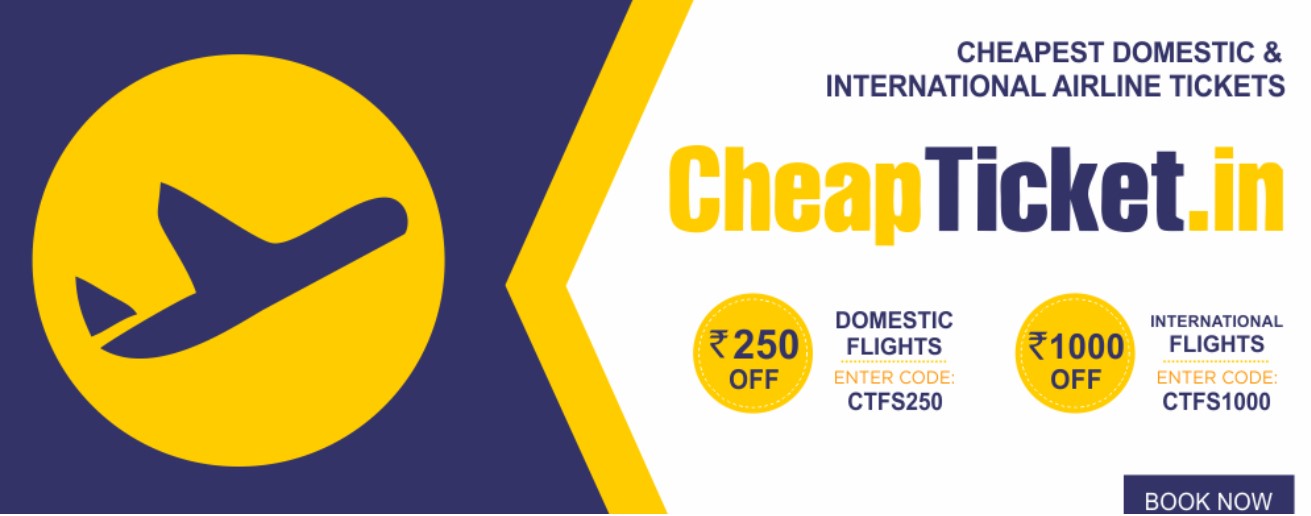 CHEAPEST DOMESTIC &
INTERNATIONAL AIRLINE TICKETS
CheapTicket.in
₹250
OFF
DOMESTIC
FLIGHTS
ENTER CODE:
CTFS250
₹1000
OFF
INTERNATIONAL
FLIGHTS
ENTER CODE:
CTFS1000
BOOK NOW